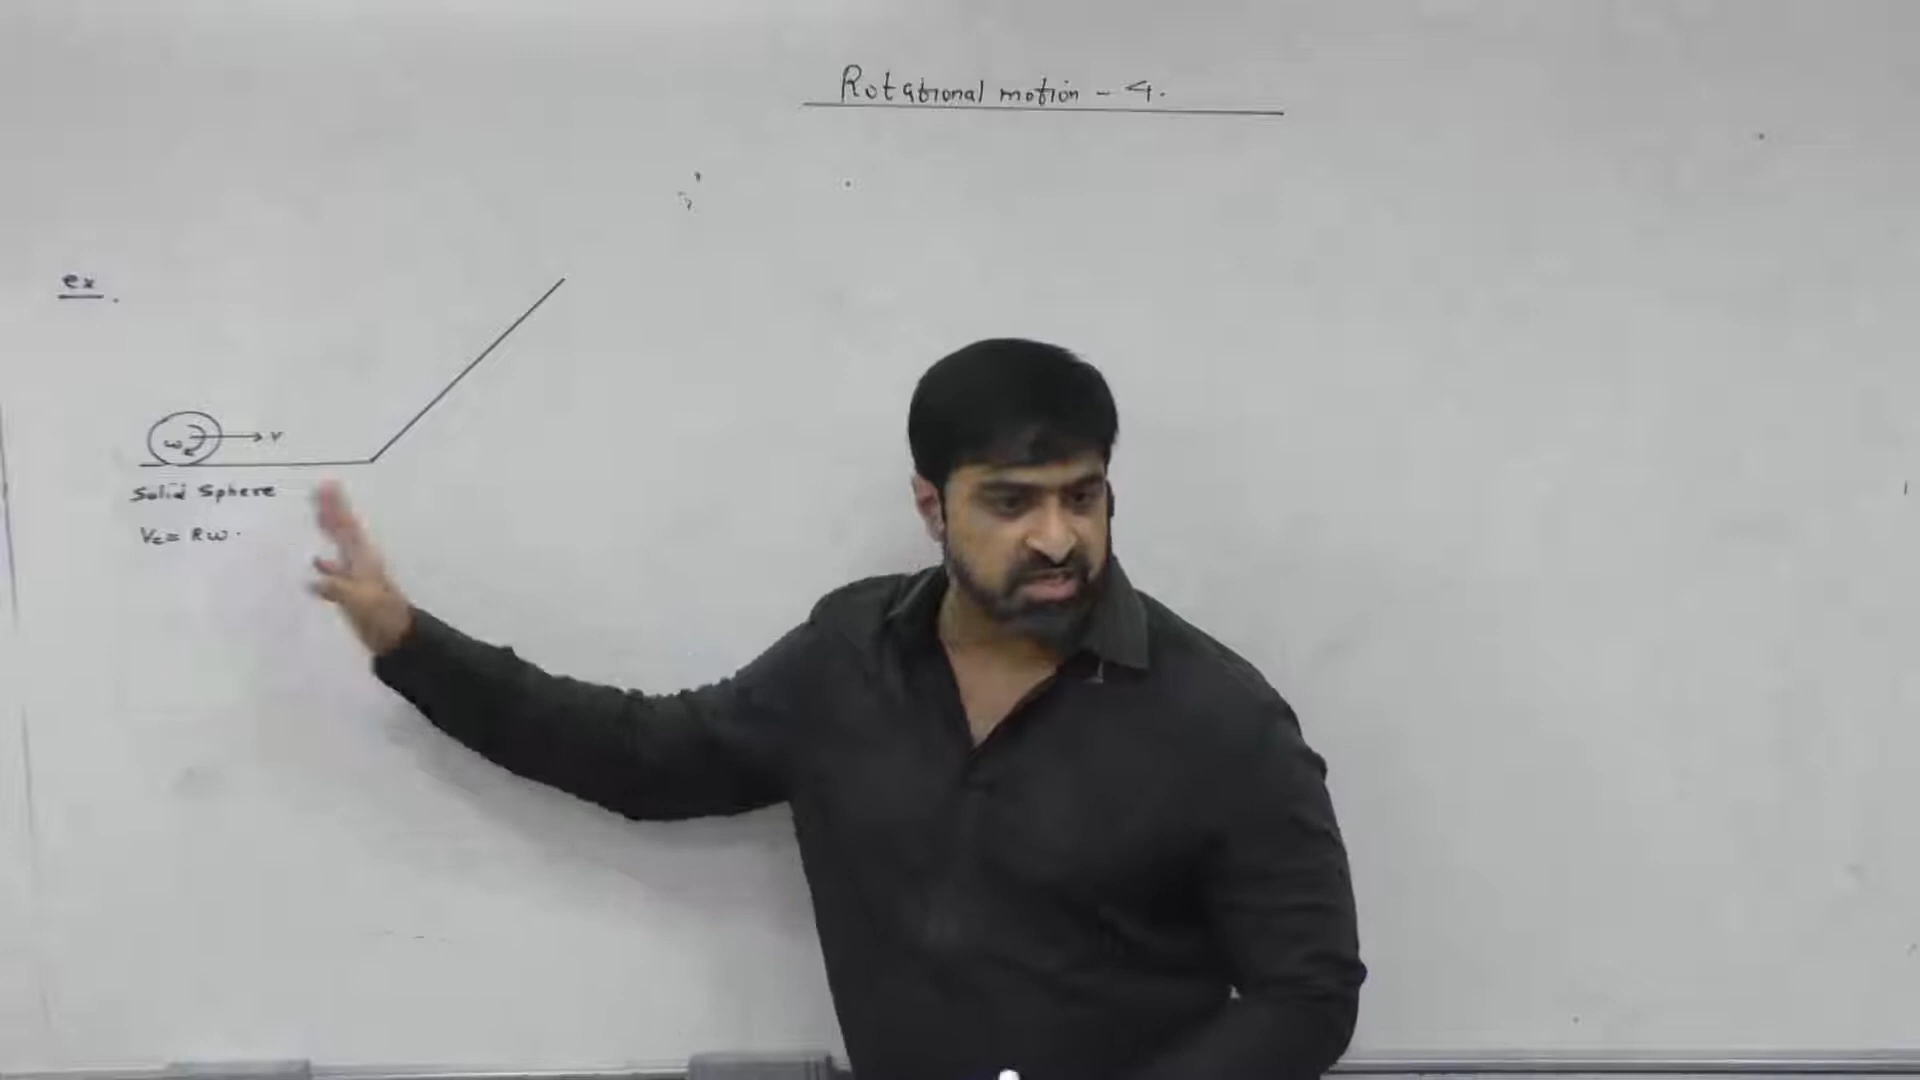 Rotational motion - 4.
ex.
ω
v
Solid Sphere
Vc = Rω.